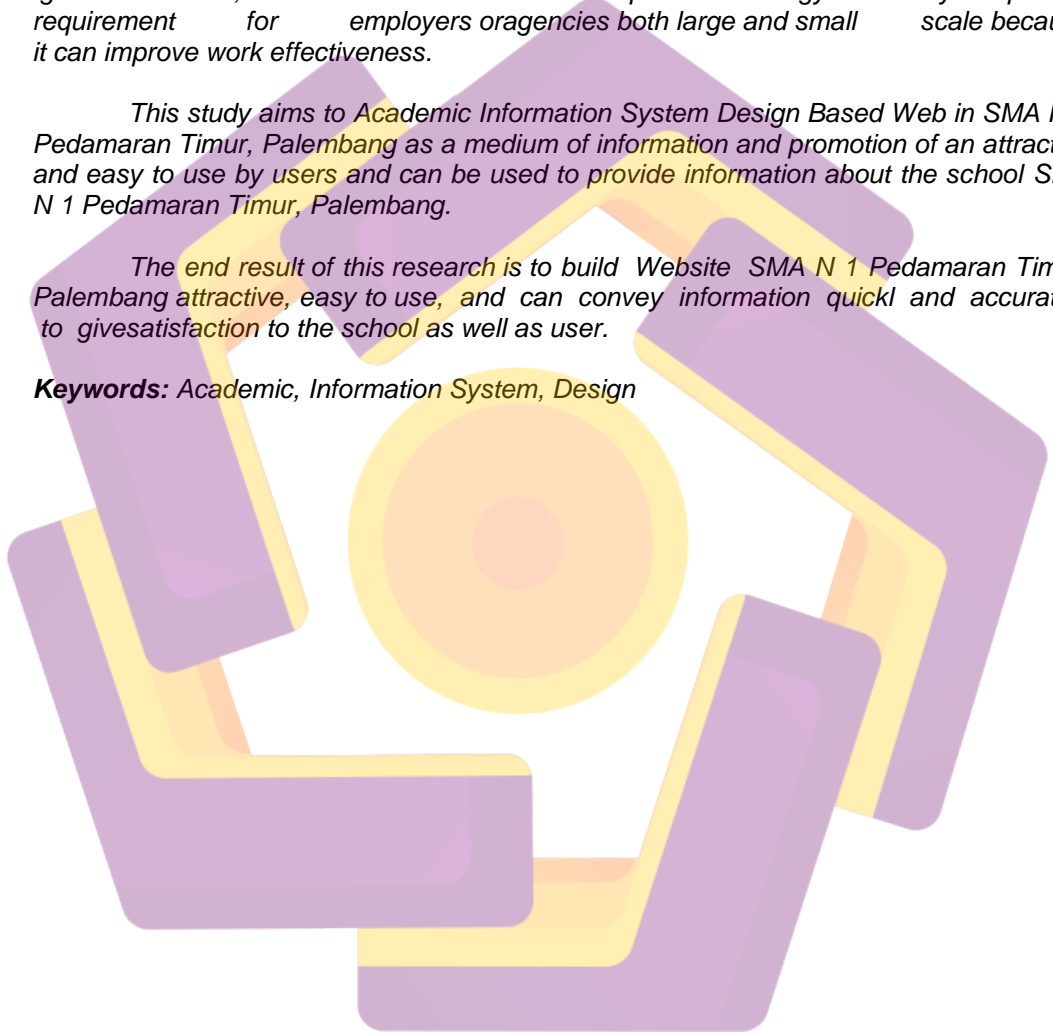 requirement for employers oragencies both large and small scale becau
it can improve work effectiveness.
This study aims to Academic Information System Design Based Web in SMA
Pedamaran Timur, Palembang as a medium of information and promotion of an attract
and easy to use by users and can be used to provide information about the school S
N 1 Pedamaran Timur, Palembang.
The end result of this research is to build Website SMA N 1 Pedamaran Tim
Palembang attractive, easy to use, and can convey information quickl and accurat
to givesatisfaction to the school as well as user.
Keywords: Academic, Information System, Design